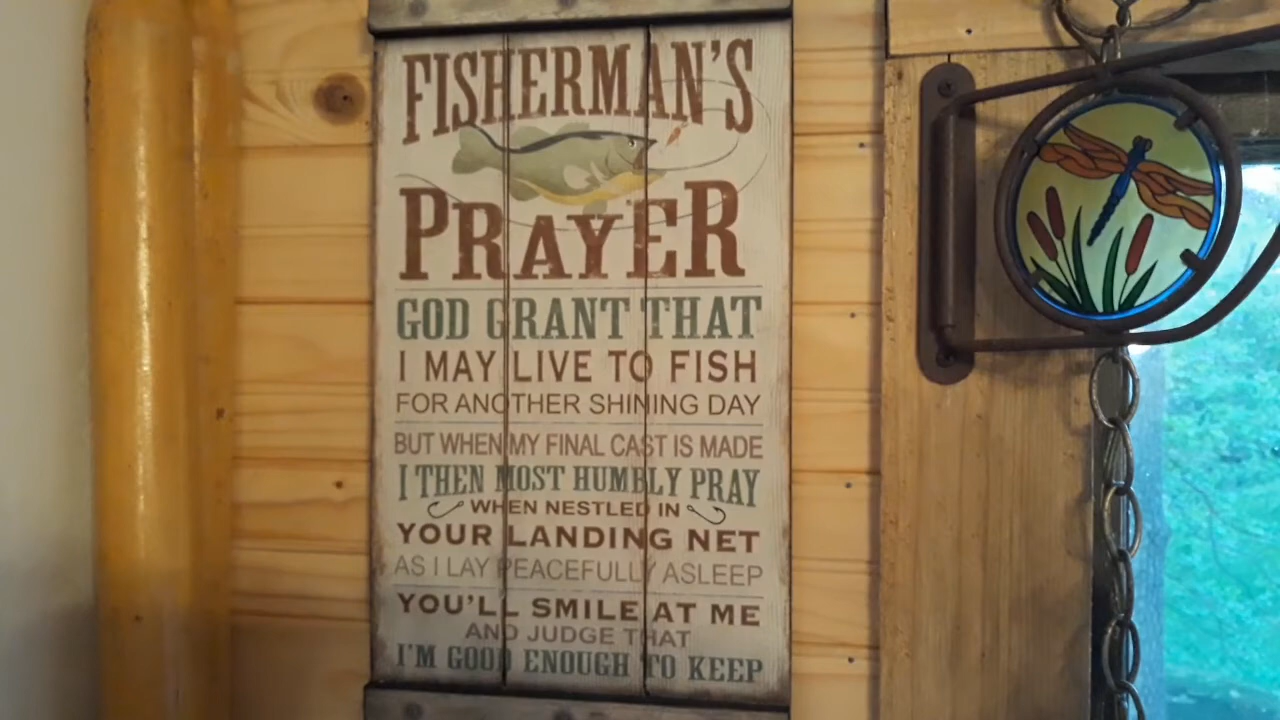 FISHERMAN'S
PRAYER
GOD GRANT THAT
I MAY LIVE TO FISH
FOR ANOTHER SHINING DAY
BUT WHEN MY FINAL CAST IS MADE
I THEN MOST HUMBLY PRAY
WHEN NESTLED IN
YOUR LANDING NET
AS I LAY PEACEFULLY ASLEEP
YOU'LL SMILE AT ME
AND JUDGE THAT
I'M GOOD ENOUGH TO KEEP